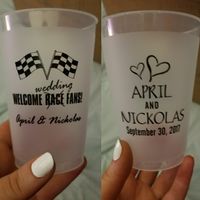 wedding
WELCOME RACE FANS!
April & Nickolas
APRIL
AND
NICKOLAS
September 30, 2017